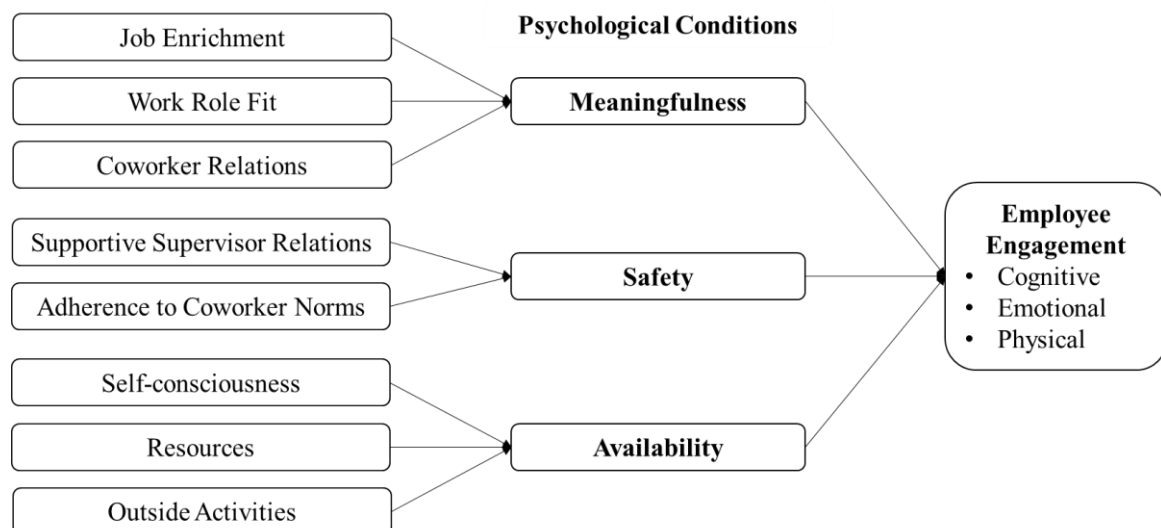 Psychological Conditions
Job Enrichment
Work Role Fit
Coworker Relations
Meaningfulness
Supportive Supervisor Relations
Adherence to Coworker Norms
Safety
Self-consciousness
Resources
Outside Activities
Availability
Employee
Engagement
• Cognitive
• Emotional
• Physical